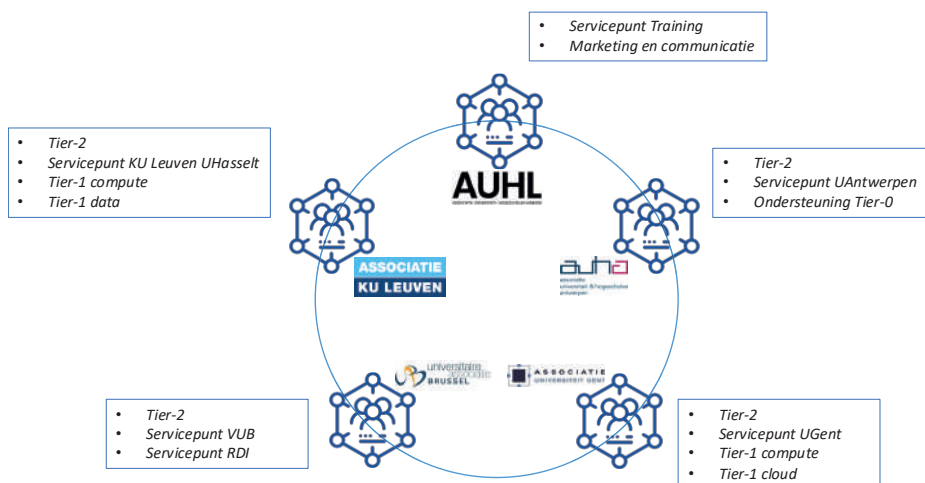 • Servicepunt Training
• Marketing en communicatie
• Tier-2
• Servicepunt KU Leuven UHasselt
• Tier-1 compute
• Tier-1 data
• Tier-2
• Servicepunt UAntwerpen
• Ondersteuning Tier-0
AUHL
ASSOCIATIE
KU LEUVEN
auha
associatie
universiteit & hogescholen
antwerpen
universitaire
associatie
BRUSSEL
ASSOCIATIE
UNIVERSITEIT GENT
• Tier-2
• Servicepunt VUB
• Servicepunt RDI
• Tier-2
• Servicepunt UGent
• Tier-1 compute
• Tier-1 cloud